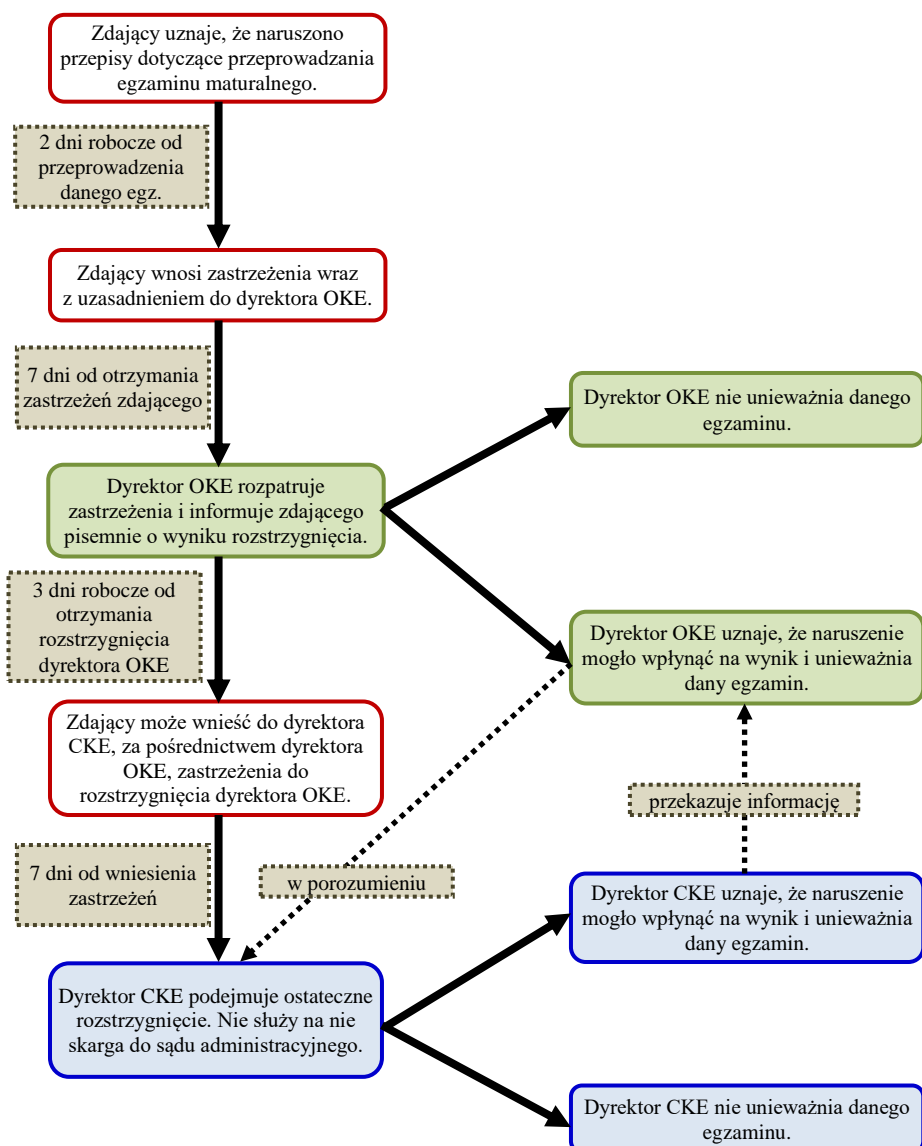 Zdający uznaje, że naruszono
przepisy dotyczące przeprowadzania
egzaminu maturalnego.
2 dni robocze od
przeprowadzenia
danego egz.
Zdający wnosi zastrzeżenia wraz
z uzasadnieniem do dyrektora OKE.
7 dni od otrzymania
zastrzeżeń zdającego
Dyrektor OKE nie unieważnia danego
egzaminu.
Dyrektor OKE rozpatruje
zastrzeżenia i informuje zdającego
pisemnie o wyniku rozstrzygnięcia.
3 dni robocze od
otrzymania
rozstrzygnięcia
dyrektora OKE
Dyrektor OKE uznaje, że naruszenie
mogło wpłynąć na wynik i unieważnia
dany egzamin.
Zdający może wnieść do dyrektora
CKE, za pośrednictwem dyrektora
OKE, zastrzeżenia do
rozstrzygnięcia dyrektora OKE.
przekazuje informację
7 dni od wniesienia
zastrzeżeń
w porozumieniu
Dyrektor CKE uznaje, że naruszenie
mogło wpłynąć na wynik i unieważnia
dany egzamin.
Dyrektor CKE podejmuje ostateczne
rozstrzygnięcie. Nie służy na nie
skarga do sądu administracyjnego.
Dyrektor CKE nie unieważnia danego
egzaminu.